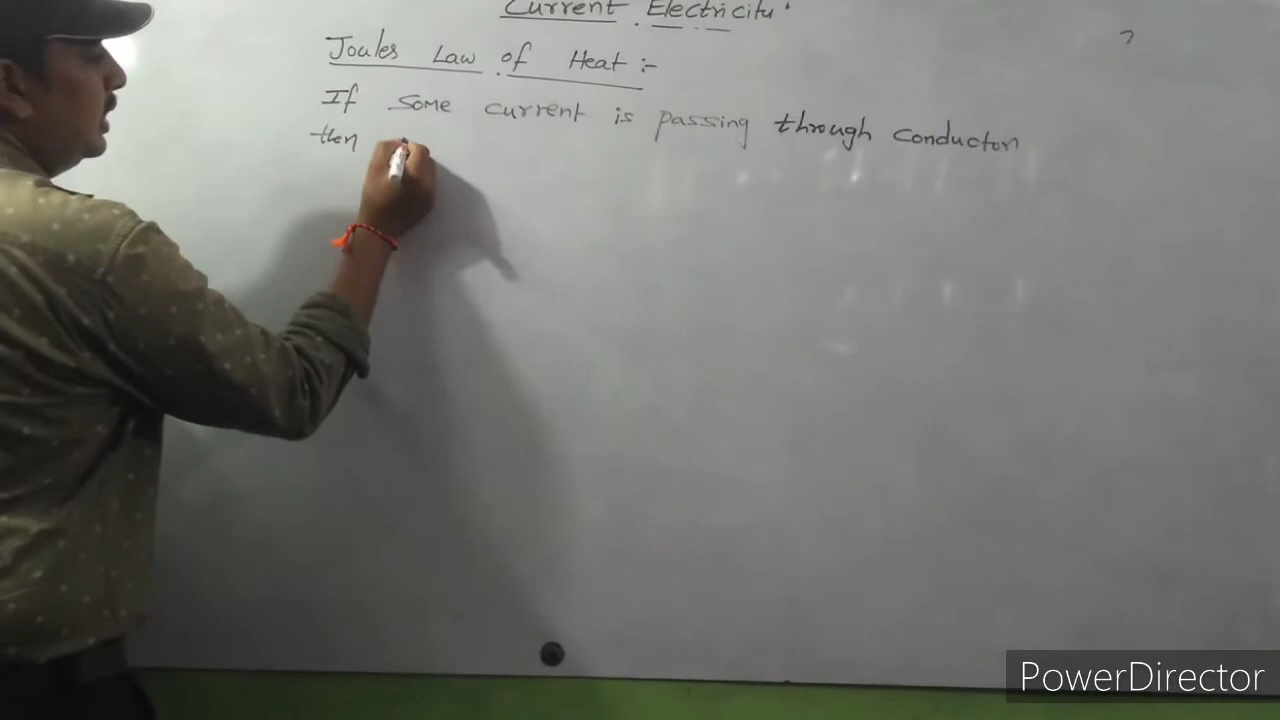 Current Electricity
Joules Law of Heat :-
If some current is passing through conductor
then
PowerDirector